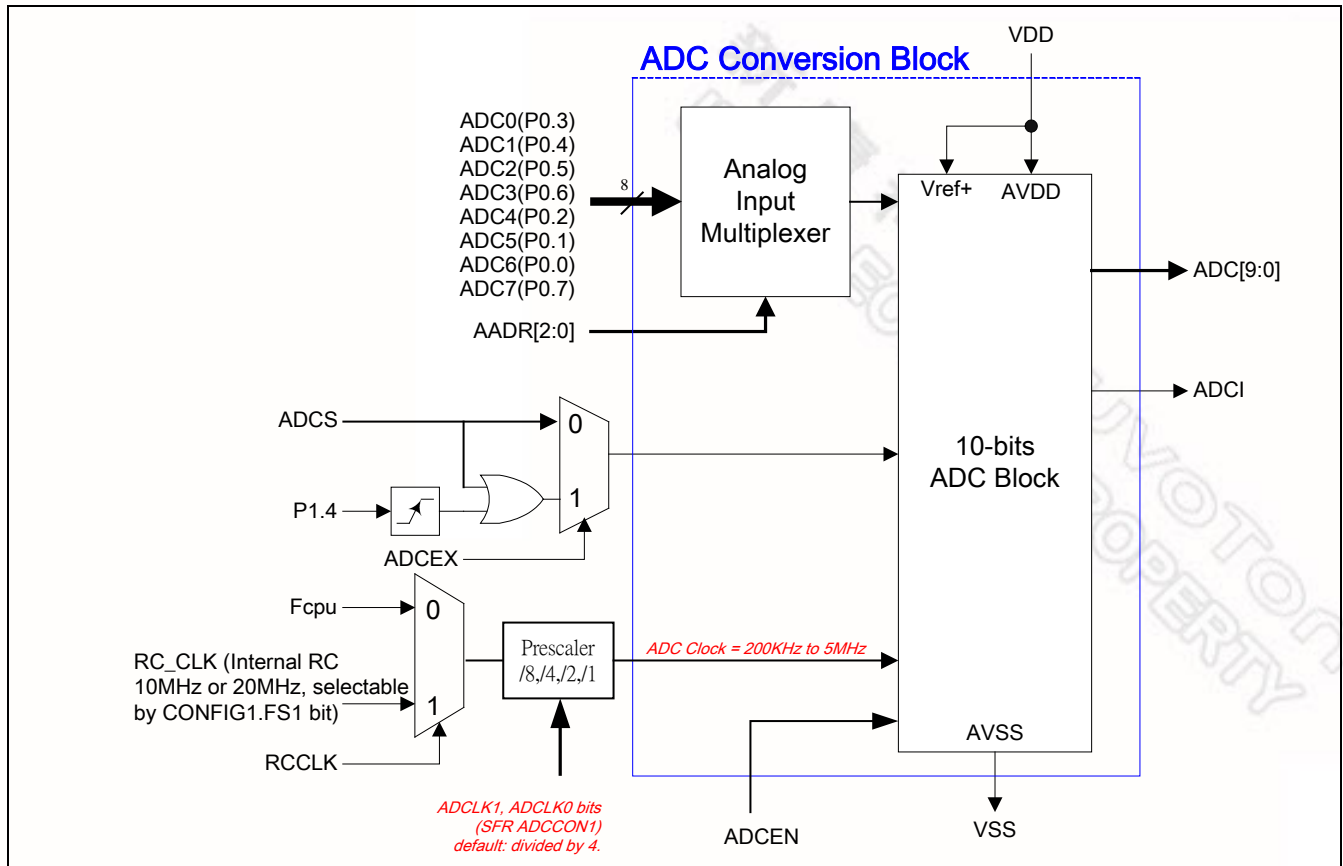 VDD
ADC Conversion Block
ADC0(P0.3)
ADC1(P0.4)
ADC2(P0.5)
ADC3(P0.6)
ADC4(P0.2)
ADC5(P0.1)
ADC6(P0.0)
ADC7(P0.7)
8
Analog
Input
Multiplexer
AADR[2:0]
Vref+
AVDD
ADC[9:0]
ADCI
10-bits
ADC Block
ADCS
0
1
P1.4
ADCEX
Fcpu
0
RC_CLK (Internal RC
10MHz or 20MHz, selectable
by CONFIG1.FS1 bit)
1
RCCLK
Prescaler
/8,/4,/2,/1
ADC Clock = 200KHz to 5MHz
ADCLK1, ADCLK0 bits
(SFR ADCCON1)
default: divided by 4.
ADCEN
AVSS
VSS